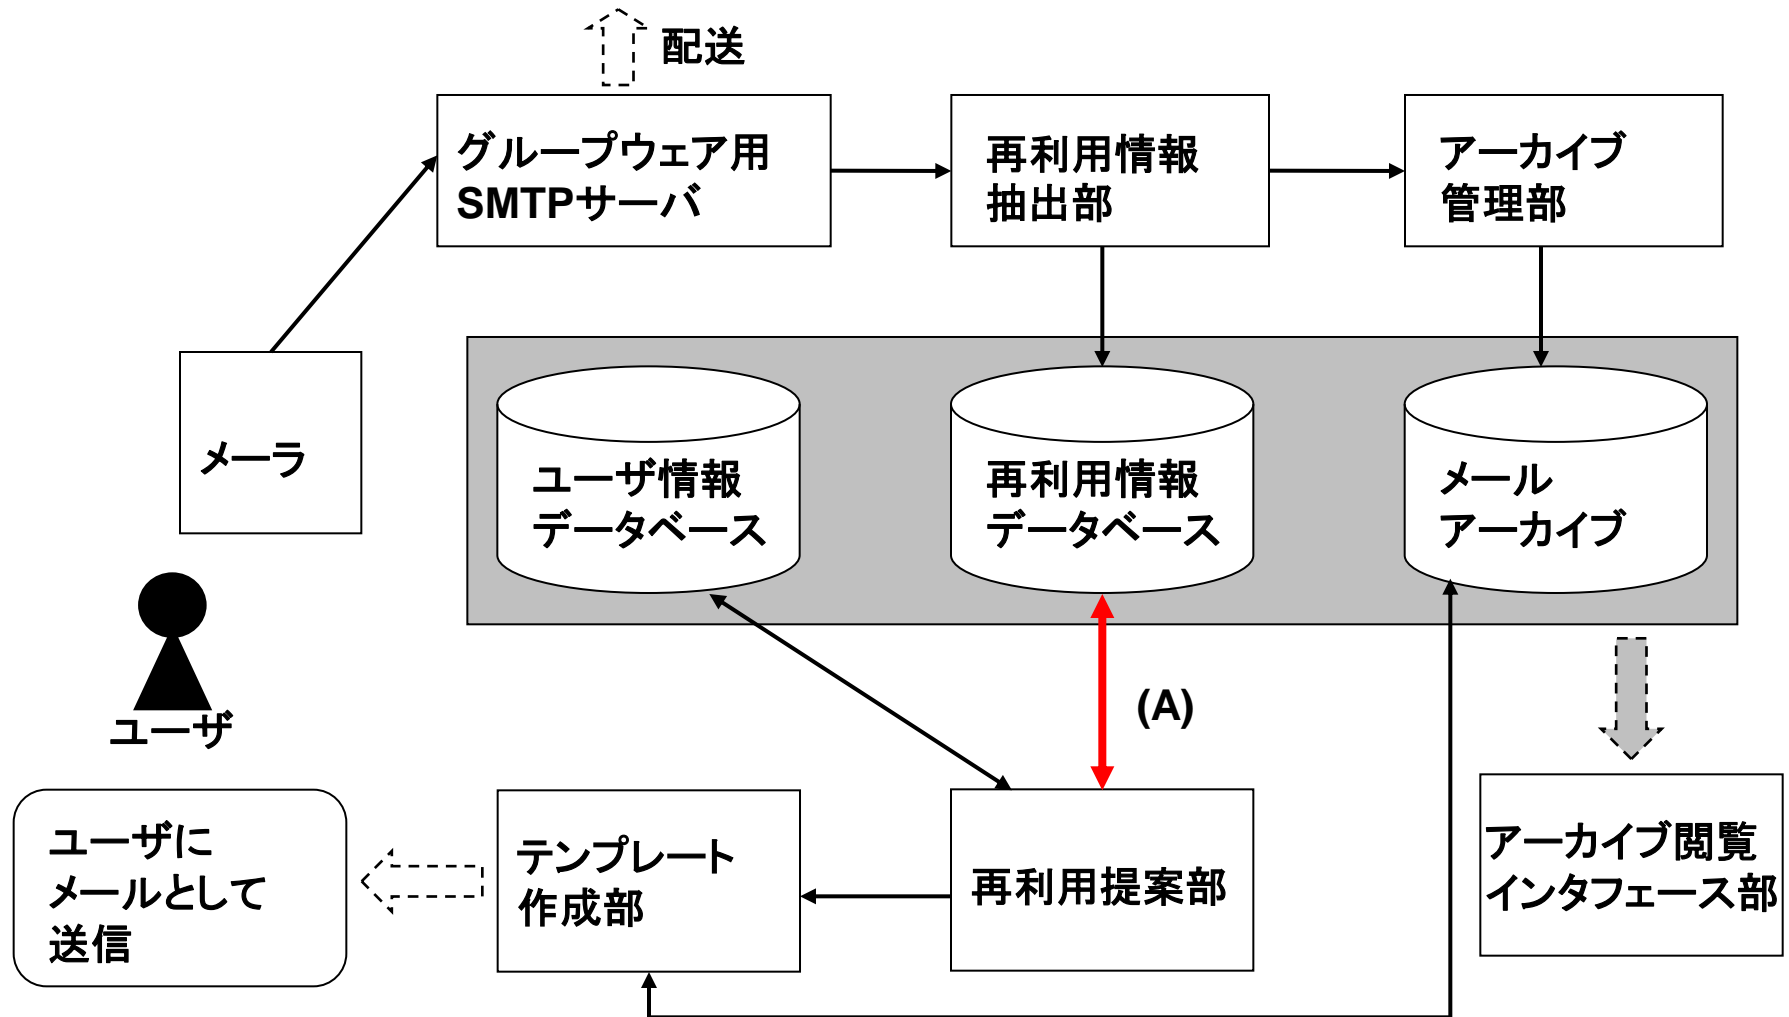 配送
グループウェア用
SMTPサーバ
再利用情報
抽出部
アーカイブ
管理部
メーラ
ユーザ情報
データベース
再利用情報
データベース
メール
アーカイブ
(A)
ユーザ
ユーザに
メールとして
送信
テンプレート
作成部
再利用提案部
アーカイブ閲覧
インタフェース部